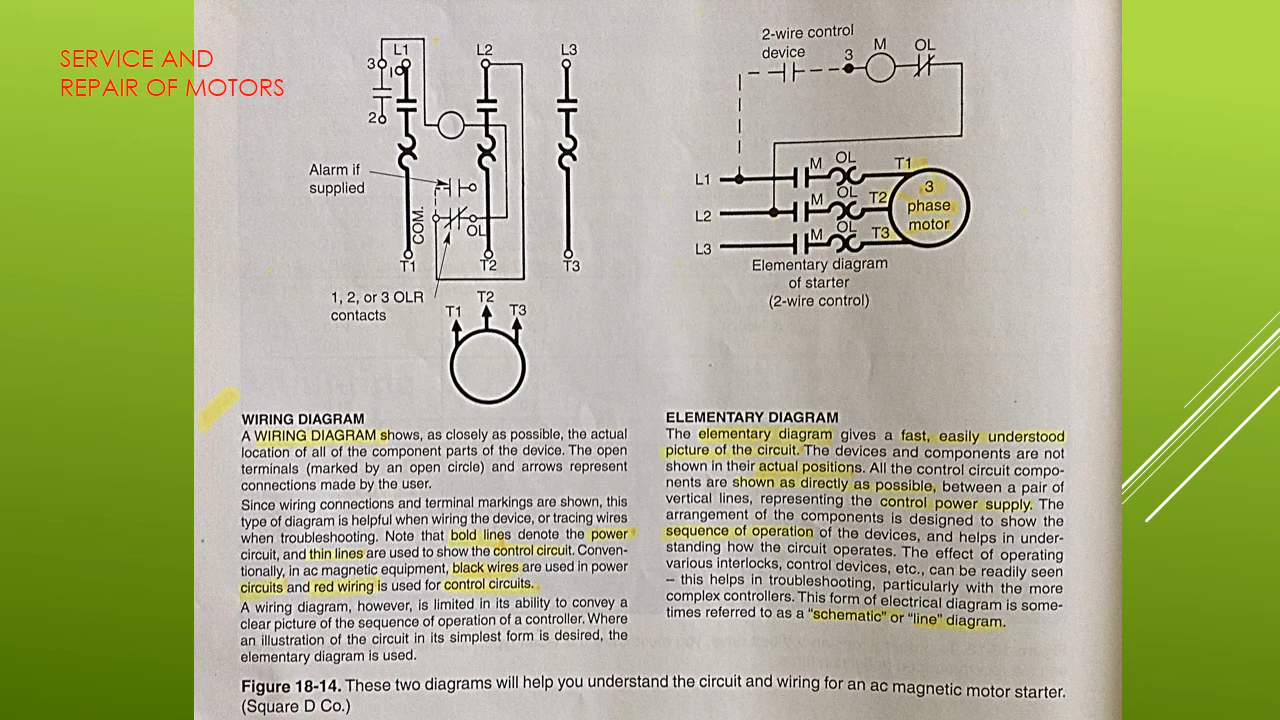 SERVICE AND
REPAIR OF MOTORS
L1
L2
L3
3
1
2
Alarm if
supplied
COM.
OL
T1
T2
T3
1, 2, or 3 OLR
contacts
T1
T2
T3
2-wire control
device
3
M
OL
L1
M
OL
T1
L2
M
OL
T2
L3
M
OL
T3
3
phase
motor
Elementary diagram
of starter
(2-wire control)
WIRING DIAGRAM
A WIRING DIAGRAM shows, as closely as possible, the actual
location of all of the component parts of the device. The open
terminals (marked by an open circle) and arrows represent
connections made by the user.
Since wiring connections and terminal markings are shown, this
type of diagram is helpful when wiring the device, or tracing wires
when troubleshooting. Note that bold lines denote the power
circuit, and thin lines are used to show the control circuit. Conven-
tionally, in ac magnetic equipment, black wires are used in power
circuits and red wiring is used for control circuits.
A wiring diagram, however, is limited in its ability to convey a
clear picture of the sequence of operation of a controller. Where
an illustration of the circuit in its simplest form is desired, the
elementary diagram is used.
ELEMENTARY DIAGRAM
The elementary diagram gives a fast, easily understood
picture of the circuit. The devices and components are not
shown in their actual positions. All the control circuit compo-
nents are shown as directly as possible, between a pair of
vertical lines, representing the control power supply. The
arrangement of the components is designed to show the
sequence of operation of the devices, and helps in under-
standing how the circuit operates. The effect of operating
various interlocks, control devices, etc., can be readily seen
– this helps in troubleshooting, particularly with the more
complex controllers. This form of electrical diagram is some-
times referred to as a "schematic" or "line" diagram.
Figure 18-14. These two diagrams will help you understand the circuit and wiring for an ac magnetic motor starter.
(Square D Co.)